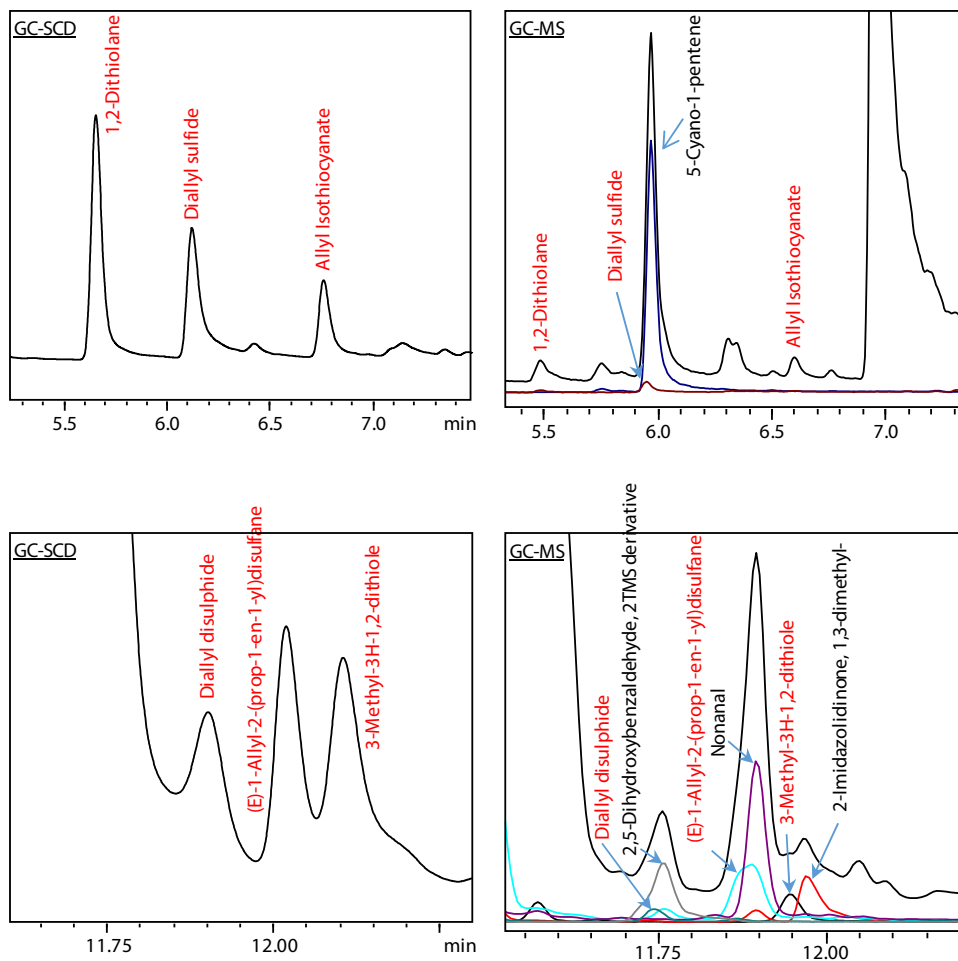 GC-SCD
1,2-Dithiolane
Diallyl sulfide
Allyl Isothiocyanate
5.5 6.0 6.5 7.0 min
GC-MS
1,2-Dithiolane
Diallyl sulfide
5-Cyano-1-pentene
Allyl Isothiocyanate
5.5 6.0 6.5 7.0
GC-SCD
Diallyl disulphide
(E)-1-Allyl-2-(prop-1-en-1-yl)disulfane
3-Methyl-3H-1,2-dithiole
11.75 12.00 min
GC-MS
Diallyl disulphide
2,5-Dihydroxybenzaldehyde, 2TMS derivative
(E)-1-Allyl-2-(prop-1-en-1-yl)disulfane
Nonanal
3-Methyl-3H-1,2-dithiole
2-Imidazolidinone, 1,3-dimethyl-
11.75 12.00